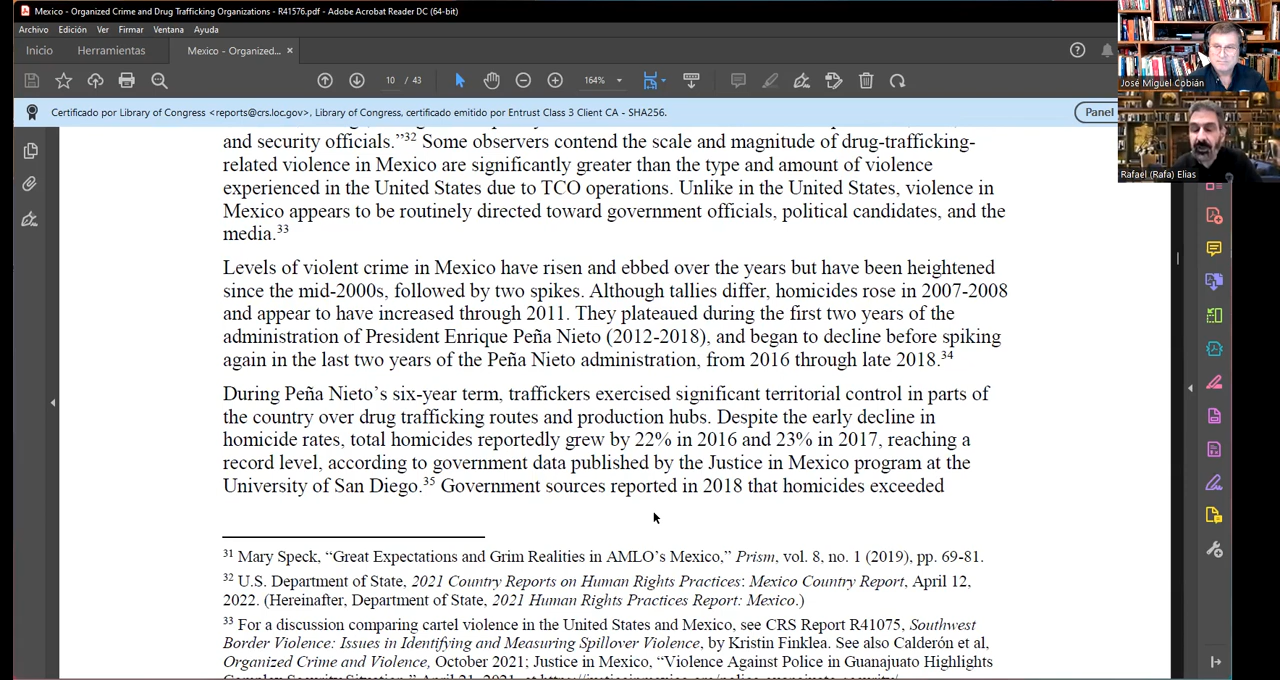 Mexico - Organized Crime and Drug Trafficking Organizations - R41576.pdf - Adobe Acrobat Reader DC (64-bit)
Archivo Edición Ver Firmar Ventana Ayuda
Inicio Herramientas Mexico - Organized... ×
10 / 43 164%
José Miguel Cobián
Certificado por Library of Congress <reports@crs.loc.gov>, Library of Congress, certificado emitido por Entrust Class 3 Client CA - SHA256.
Panel
Rafael (Rafa) Elias
and security officials.”32 Some observers contend the scale and magnitude of drug-trafficking-
related violence in Mexico are significantly greater than the type and amount of violence
experienced in the United States due to TCO operations. Unlike in the United States, violence in
Mexico appears to be routinely directed toward government officials, political candidates, and the
media.33
Levels of violent crime in Mexico have risen and ebbed over the years but have been heightened
since the mid-2000s, followed by two spikes. Although tallies differ, homicides rose in 2007-2008
and appear to have increased through 2011. They plateaued during the first two years of the
administration of President Enrique Peña Nieto (2012-2018), and began to decline before spiking
again in the last two years of the Peña Nieto administration, from 2016 through late 2018.34
During Peña Nieto’s six-year term, traffickers exercised significant territorial control in parts of
the country over drug trafficking routes and production hubs. Despite the early decline in
homicide rates, total homicides reportedly grew by 22% in 2016 and 23% in 2017, reaching a
record level, according to government data published by the Justice in Mexico program at the
University of San Diego.35 Government sources reported in 2018 that homicides exceeded
31 Mary Speck, “Great Expectations and Grim Realities in AMLO’s Mexico,” Prism, vol. 8, no. 1 (2019), pp. 69-81.
32 U.S. Department of State, 2021 Country Reports on Human Rights Practices: Mexico Country Report, April 12,
2022. (Hereinafter, Department of State, 2021 Human Rights Practices Report: Mexico.)
33 For a discussion comparing cartel violence in the United States and Mexico, see CRS Report R41075, Southwest
Border Violence: Issues in Identifying and Measuring Spillover Violence, by Kristin Finklea. See also Calderón et al,
Organized Crime and Violence, October 2021; Justice in Mexico, “Violence Against Police in Guanajuato Highlights